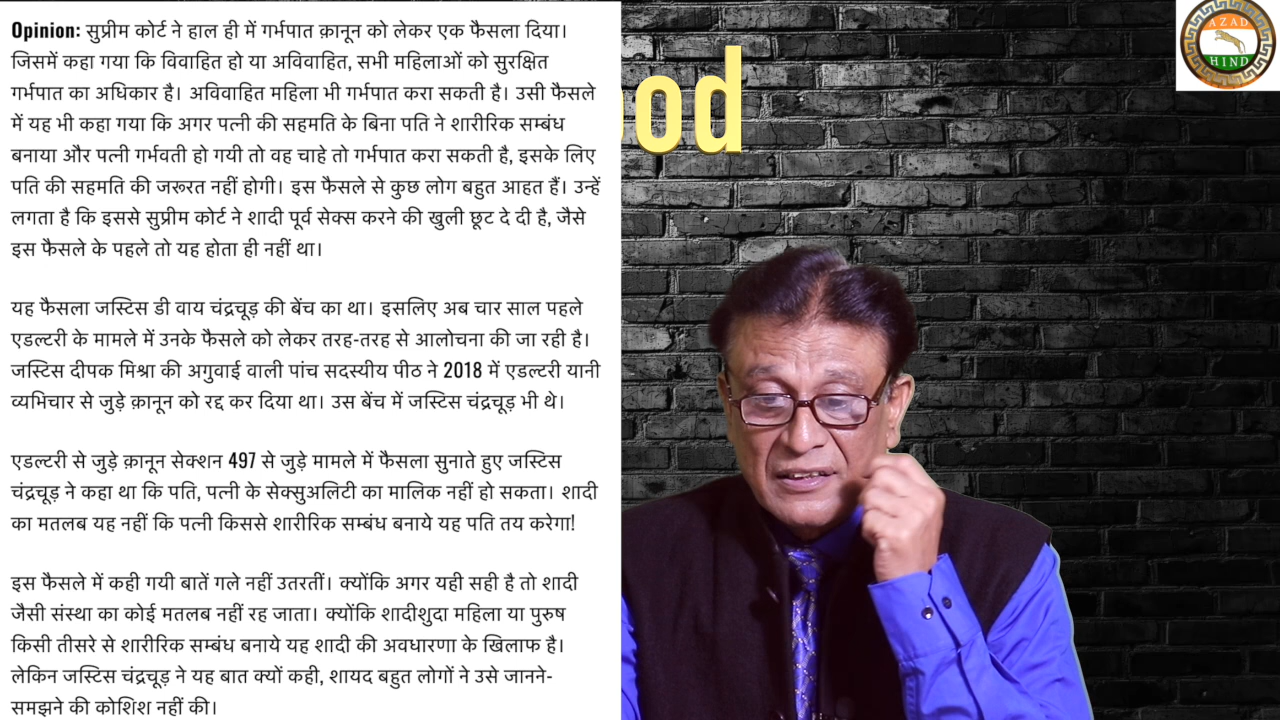 Opinion: सुप्रीम कोर्ट ने हाल ही में गर्भपात क़ानून को लेकर एक फैसला दिया।
जिसमें कहा गया कि विवाहित हो या अविवाहित, सभी महिलाओं को सुरक्षित
गर्भपात का अधिकार है। अविवाहित महिला भी गर्भपात करा सकती है। उसी फैसले
में यह भी कहा गया कि अगर पत्नी की सहमति के बिना पति ने शारीरिक सम्बंध
बनाया और पत्नी गर्भवती हो गयी तो वह चाहे तो गर्भपात करा सकती है, इसके लिए
पति की सहमति की जरूरत नहीं होगी। इस फैसले से कुछ लोग बहुत आहत हैं। उन्हें
लगता है कि इससे सुप्रीम कोर्ट ने शादी पूर्व सेक्स करने की खुली छूट दे दी है, जैसे
इस फैसले के पहले तो यह होता ही नहीं था।
यह फैसला जस्टिस डी वाय चंद्रचूड़ की बेंच का था। इसलिए अब चार साल पहले
एडल्टरी के मामले में उनके फैसले को लेकर तरह-तरह से आलोचना की जा रही है।
जस्टिस दीपक मिश्रा की अगुवाई वाली पांच सदस्यीय पीठ ने 2018 में एडल्टरी यानी
व्यभिचार से जुड़े क़ानून को रद्द कर दिया था। उस बेंच में जस्टिस चंद्रचूड़ भी थे।
एडल्टरी से जुड़े क़ानून सेक्शन 497 से जुड़े मामले में फैसला सुनाते हुए जस्टिस
चंद्रचूड़ ने कहा था कि पति, पत्नी के सेक्सुअलिटी का मालिक नहीं हो सकता। शादी
का मतलब यह नहीं कि पत्नी किससे शारीरिक सम्बंध बनाये यह पति तय करेगा!
इस फैसले में कही गयी बातें गले नहीं उतरतीं। क्योंकि अगर यही सही है तो शादी
जैसी संस्था का कोई मतलब नहीं रह जाता। क्योंकि शादीशुदा महिला या पुरुष
किसी तीसरे से शारीरिक सम्बंध बनाये यह शादी की अवधारणा के खिलाफ है।
लेकिन जस्टिस चंद्रचूड़ ने यह बात क्यों कही, शायद बहुत लोगों ने उसे जानने-
समझने की कोशिश नहीं की।
ood
AZAD
HIND